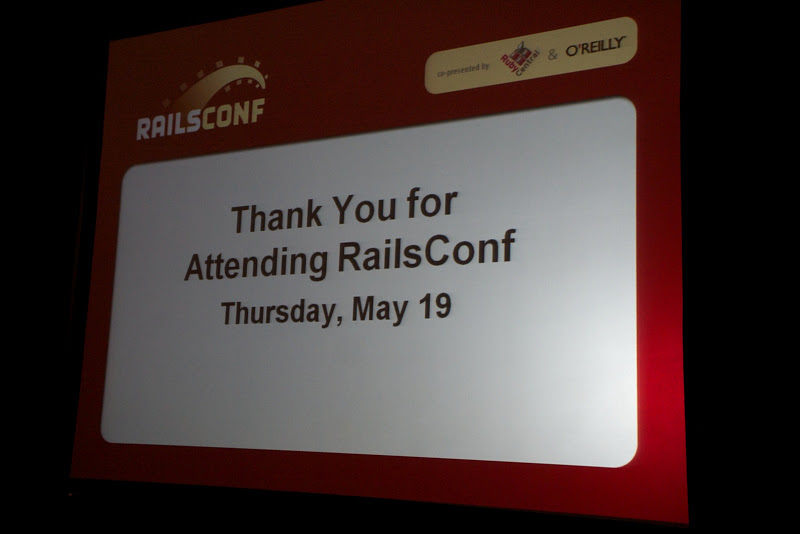 RAILSCONF
co-presented by Ruby Central & O'REILLY
Thank You for
Attending RailsConf
Thursday, May 19